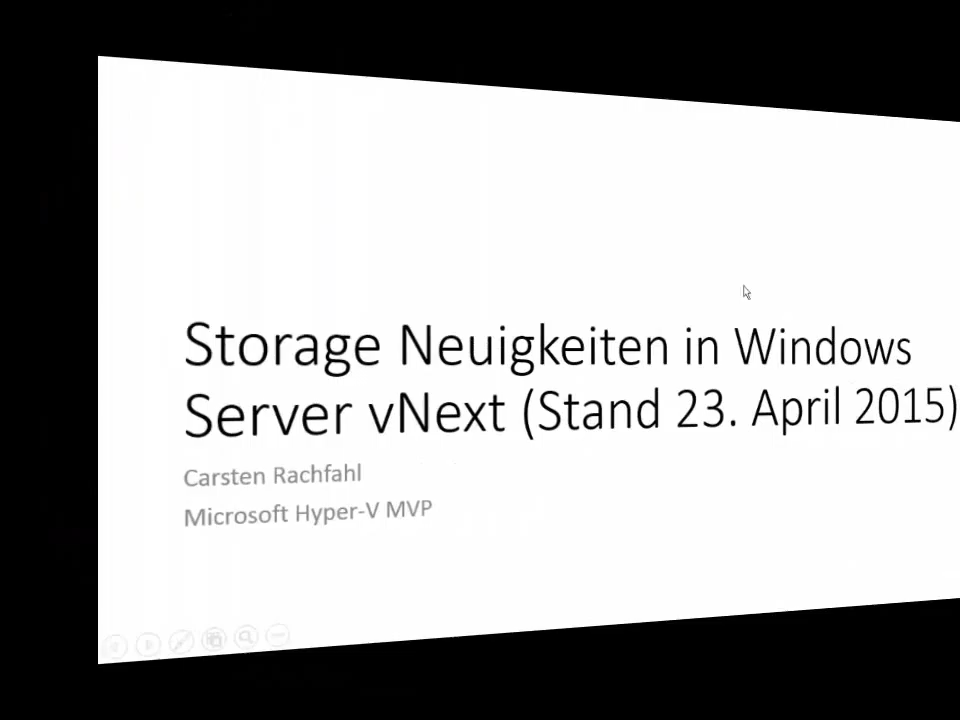 Storage Neuigkeiten in Windows
Server vNext (Stand 23. April 2015)
Carsten Rachfahl
Microsoft Hyper-V MVP